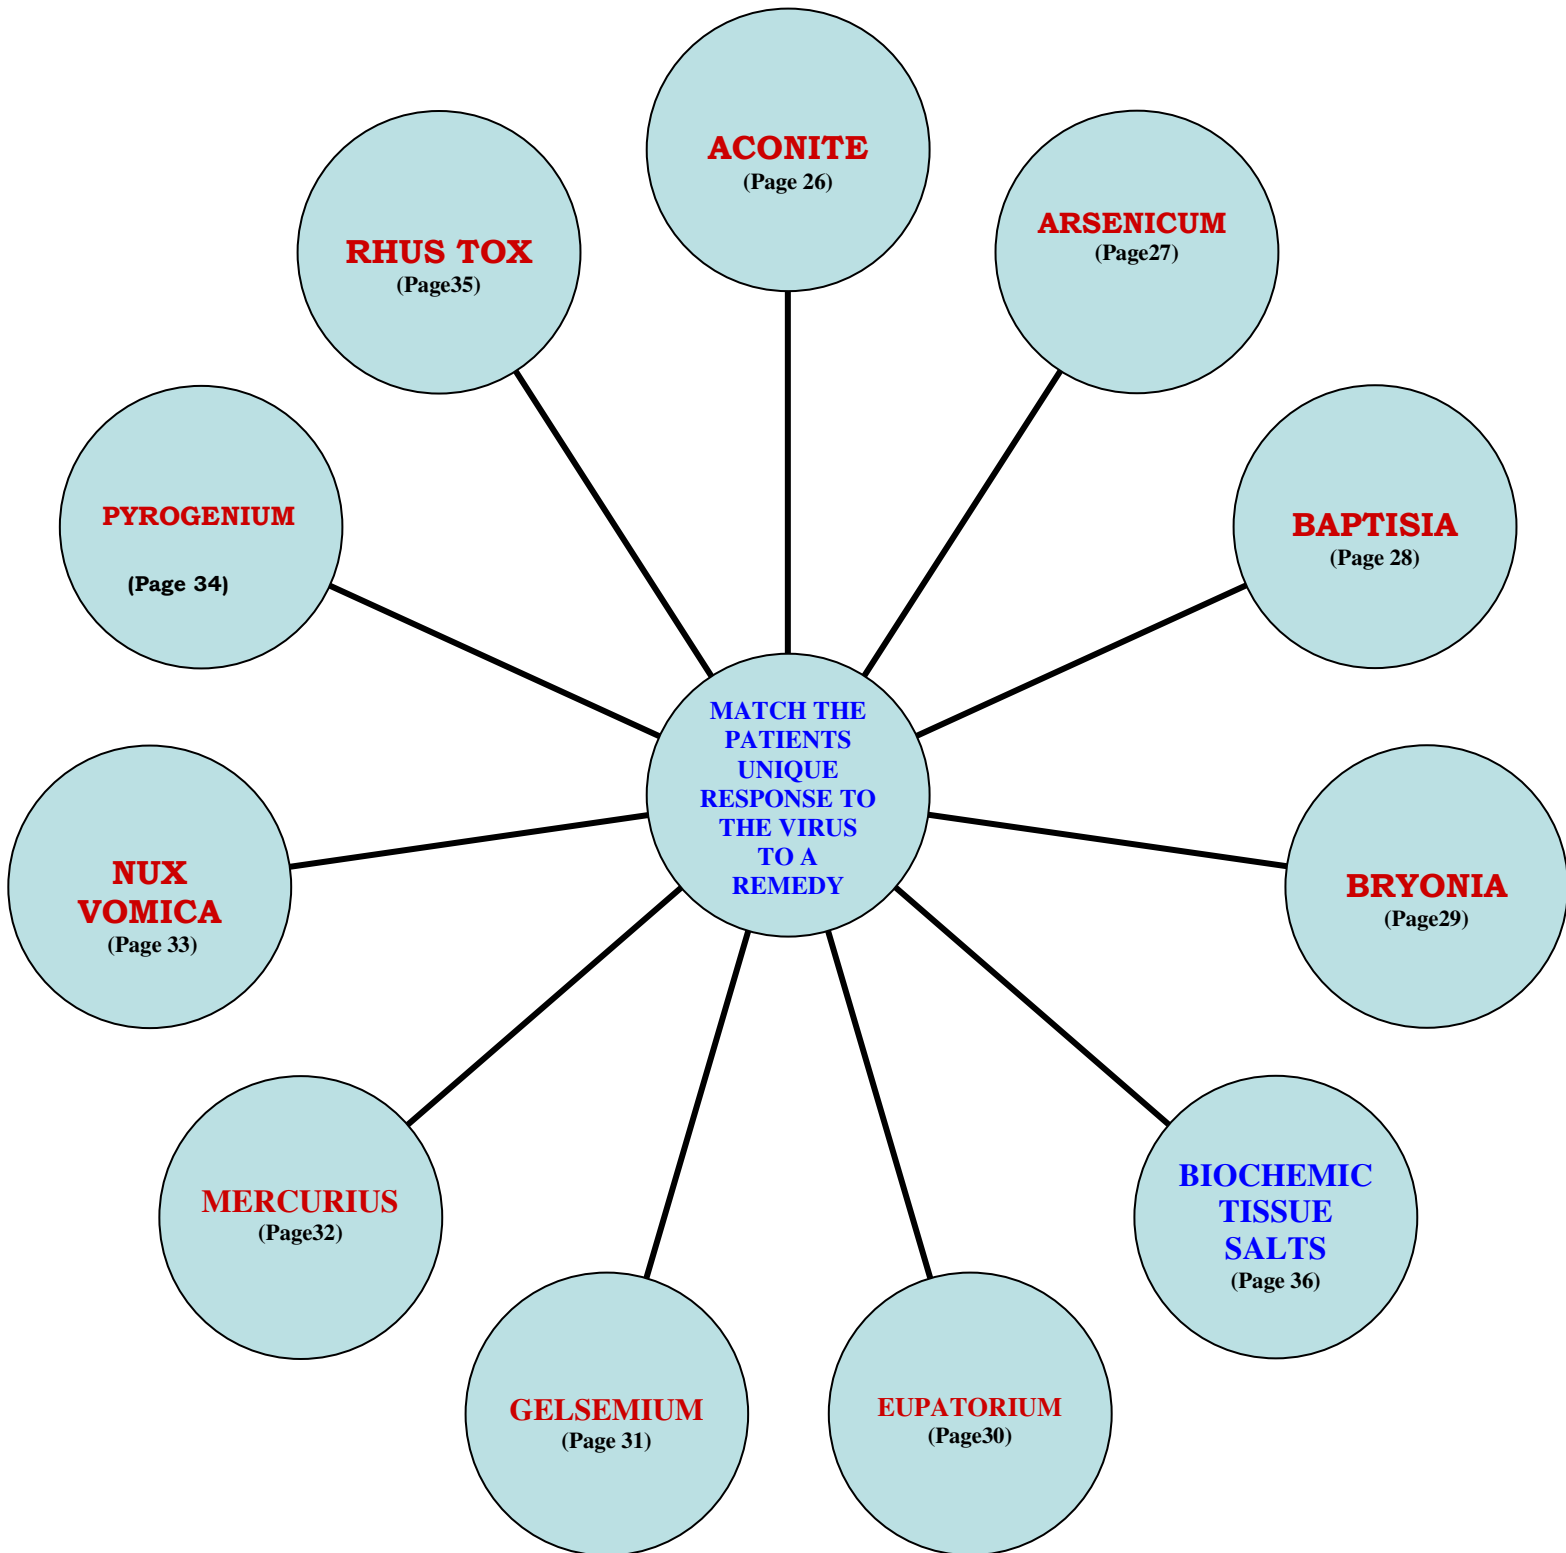 ACONITE
(Page 26)
ARSENICUM
(Page27)
BAPTISIA
(Page 28)
BRYONIA
(Page29)
BIOCHEMIC
TISSUE
SALTS
(Page 36)
EUPATORIUM
(Page30)
GELSEMIUM
(Page 31)
MERCURIUS
(Page32)
NUX
VOMICA
(Page 33)
PYROGENIUM
(Page 34)
RHUS TOX
(Page35)
MATCH THE
PATIENTS
UNIQUE
RESPONSE TO
THE VIRUS
TO A
REMEDY